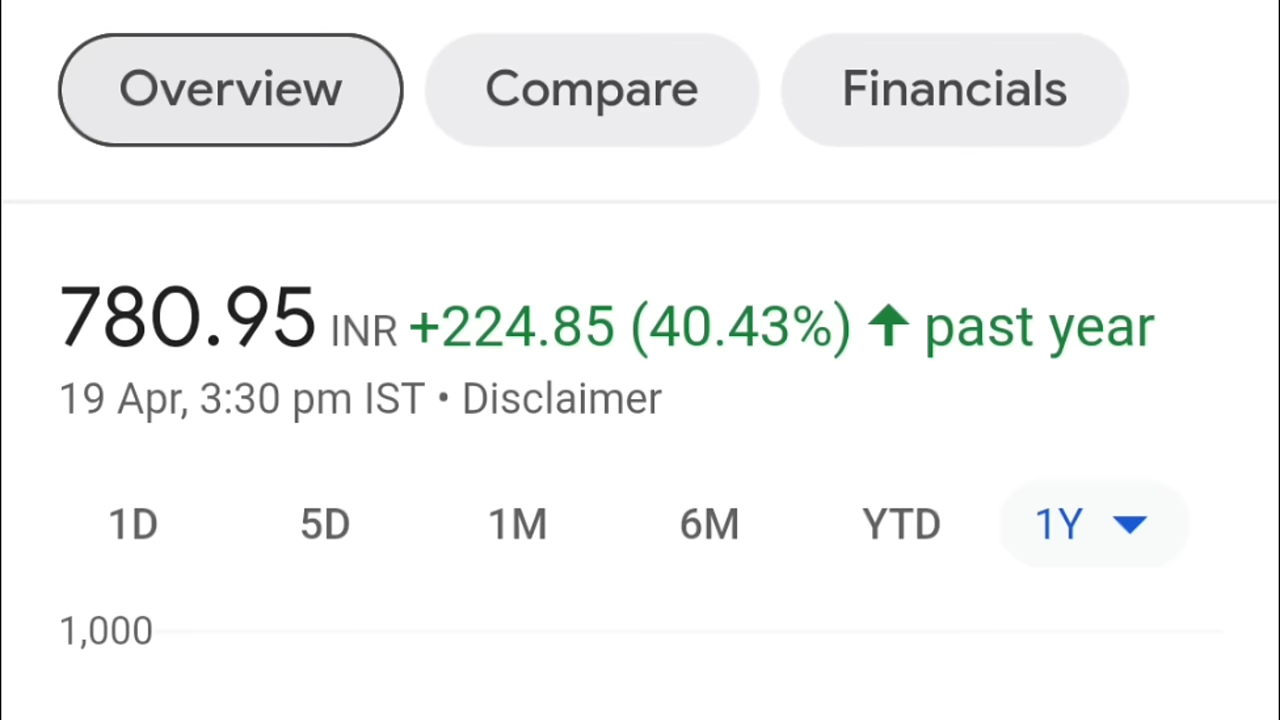 Overview Compare Financials
780.95 INR +224.85 (40.43%) ↑ past year
19 Apr, 3:30 pm IST • Disclaimer
1D 5D 1M 6M YTD 1Y
1,000